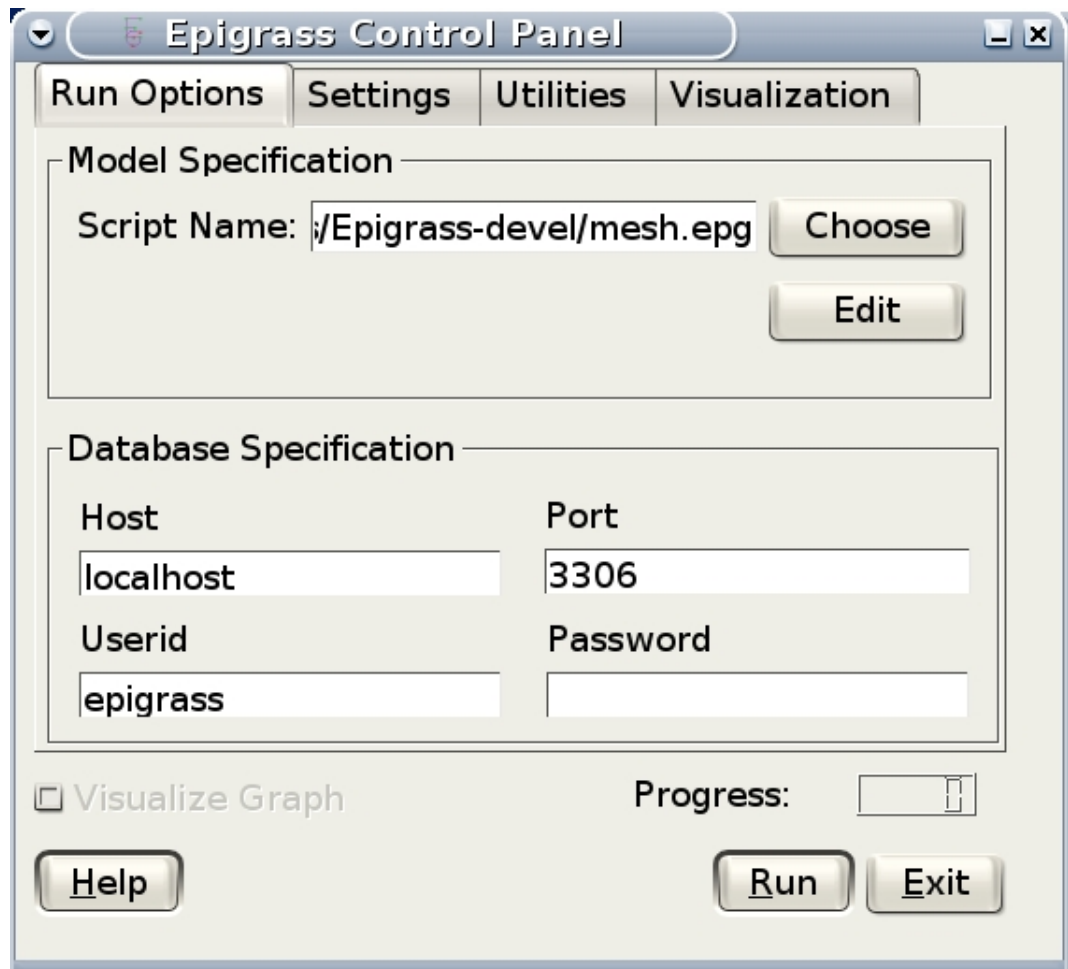 Epigrass Control Panel
Run Options Settings Utilities Visualization
Model Specification
Script Name: /Epigrass-devel/mesh.epg Choose
Edit
Database Specification
Host Port
localhost 3306
Userid Password
epigrass
Visualize Graph Progress: 0
Help Run Exit